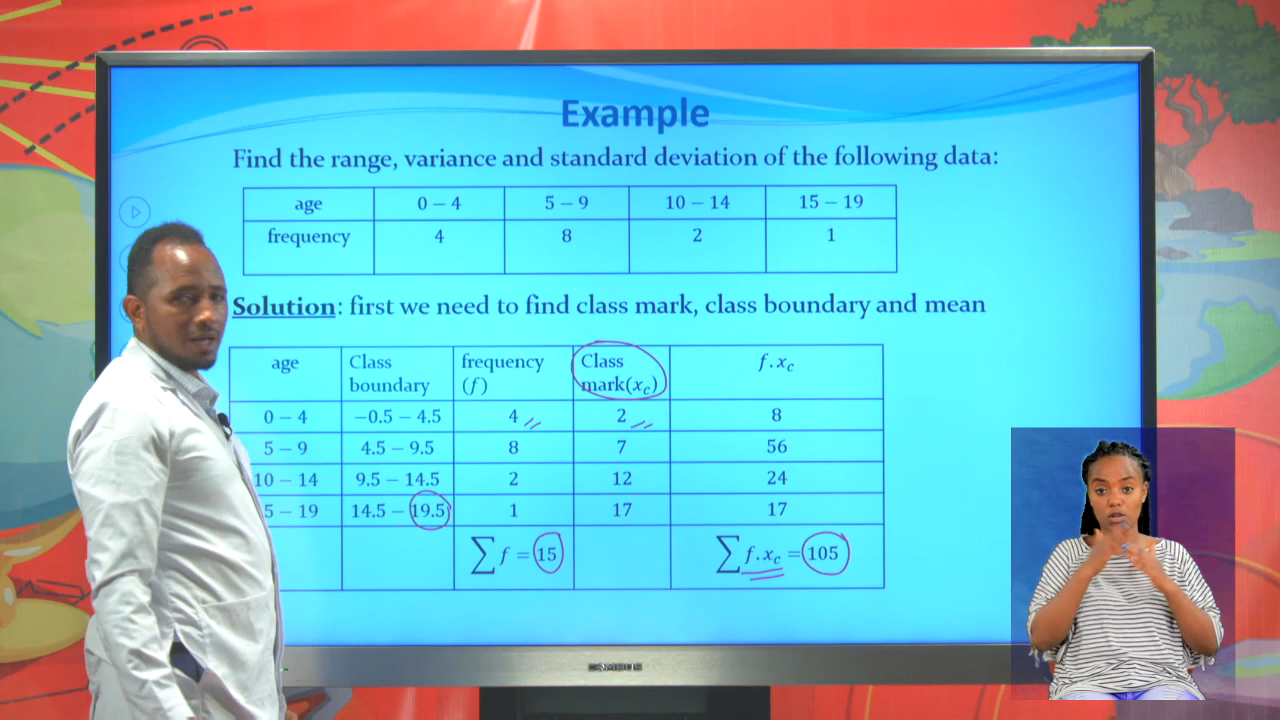 Example
Find the range, variance and standard deviation of the following data:
age 0 – 4 5 – 9 10 – 14 15 – 19
frequency 4 8 2 1
Solution: first we need to find class mark, class boundary and mean
age Class boundary frequency (f) Class mark(x_c) f.x_c
0 – 4 −0.5 – 4.5 4 2 8
5 – 9 4.5 – 9.5 8 7 56
10 – 14 9.5 – 14.5 2 12 24
5 – 19 14.5 – 19.5 1 17 17
∑f = 15 ∑f.x_c = 105